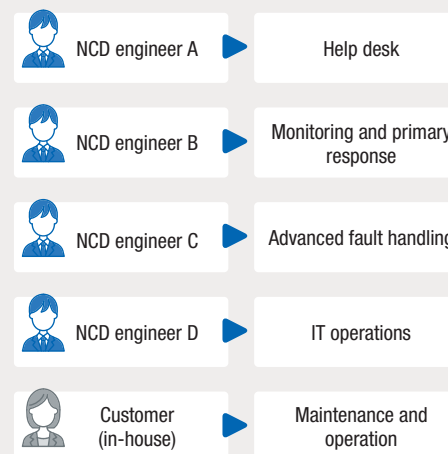 NCD engineer A
Help desk
NCD engineer B
Monitoring and primary
response
NCD engineer C
Advanced fault handling
NCD engineer D
IT operations
Customer
(in-house)
Maintenance and
operation